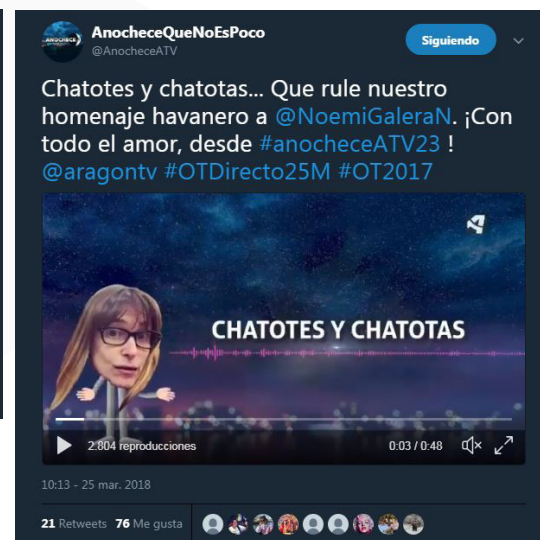 AnocheceQueNoEsPoco
@AnocheceATV
Siguiendo
Chatotes y chatotas... Que rule nuestro
homenaje havanero a @NoemiGaleraN. ¡Con
todo el amor, desde #anocheceATV23 !
@aragontv #OTDirecto25M #OT2017
CHATOTES Y CHATOTAS
2.804 reproducciones
0:03 / 0:48
10:13 - 25 mar. 2018
21 Retweets 76 Me gusta